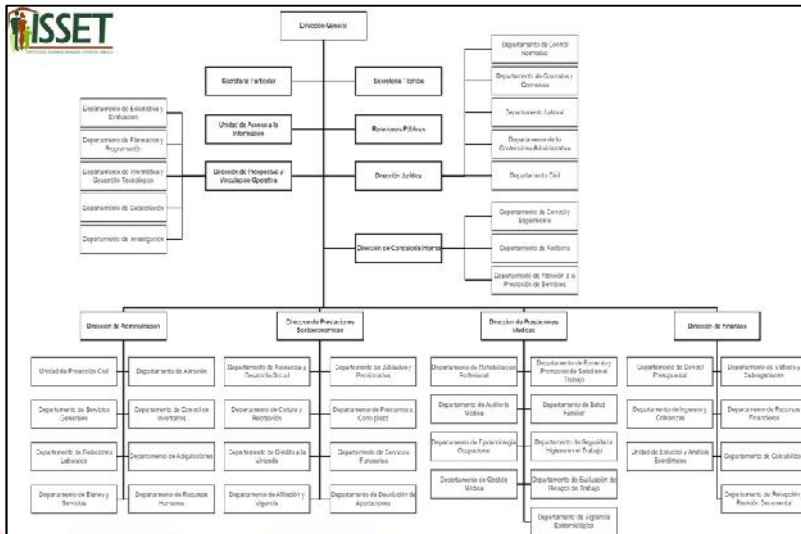 ISSET
Dirección General
Secretaría Particular
Secretaría Técnica
Unidad de Acceso a la
Información
Relaciones Públicas
Dirección de Prospectiva y
Vinculación Operativa
Dirección Jurídica
Departamento de Estadística y
Evaluación
Departamento de Planeación y
Programación
Departamento de Informática y
Desarrollo Tecnológico
Departamento de Capacitación
Departamento de Investigación
Departamento de Control
Normativo
Departamento de Contratos y
Convenios
Departamento Laboral
Departamento de lo
Contencioso Administrativo
Departamento Civil
Dirección de Contraloría Interna
Departamento de Control y
Seguimiento
Departamento de Auditoría
Departamento de Atención a la
Prestación de Servicios
Dirección de Administración
Dirección de Prestaciones
Socioeconómicas
Dirección de Prestaciones
Médicas
Dirección de Finanzas
Unidad de Protección Civil
Departamento de Almacén
Departamento de Servicios
Generales
Departamento de Control de
Inventarios
Departamento de Relaciones
Laborales
Departamento de Adquisiciones
Departamento de Bienes y
Servicios
Departamento de Recursos
Humanos
Departamento de Asistencia y
Desarrollo Social
Departamento de Jubilados y
Pensionados
Departamento de Cultura y
Recreación
Departamento de Préstamos a
Corto plazo
Departamento de Crédito a la
Vivienda
Departamento de Servicios
Funerarios
Departamento de Afiliación y
Vigencia
Departamento de Devolución de
Aportaciones
Departamento de Rehabilitación
Profesional
Departamento de Fomento y
Promoción de Salud en el
Trabajo
Departamento de Auditoría
Médica
Departamento de Salud
Familiar
Departamento de Epidemiología
Ocupacional
Departamento de Seguridad e
Higiene en el Trabajo
Departamento de Gestión
Médica
Departamento de Evaluación de
Riesgos de Trabajo
Departamento de Vigilancia
Epidemiológica
Departamento de Control
Presupuestal
Departamento de Viáticos y
Subrogaciones
Departamento de Ingresos y
Cobranzas
Departamento de Recursos
Financieros
Unidad de Estudios y Análisis
Económicos
Departamento de Contabilidad
Departamento de Recepción y
Revisión Documental